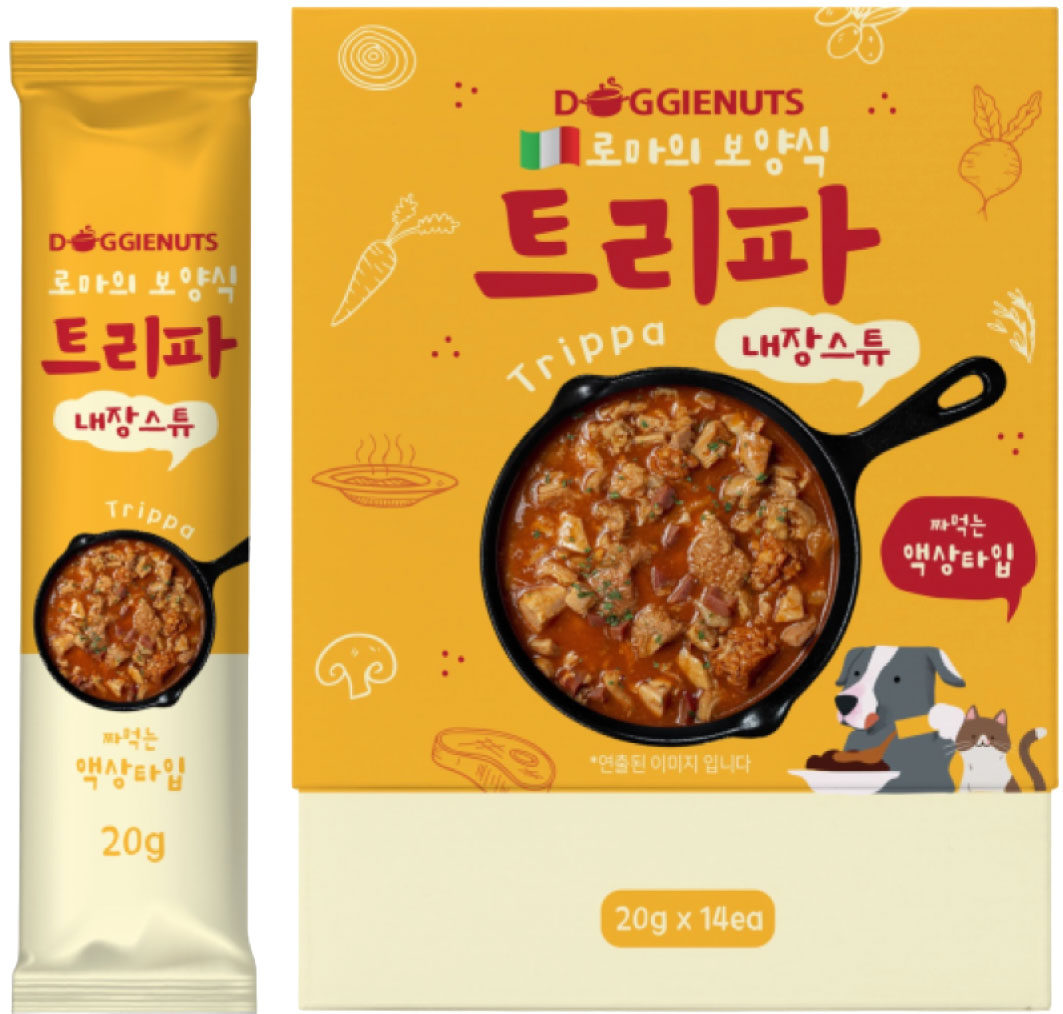 DOGGIENUTS
로마의 보양식
트리파
내장스튜
Trippa
짜먹는
액상타입
20g
DOGGIENUTS
로마의 보양식
트리파
내장스튜
Trippa
짜먹는
액상타입
*연출된 이미지 입니다
20g x 14ea